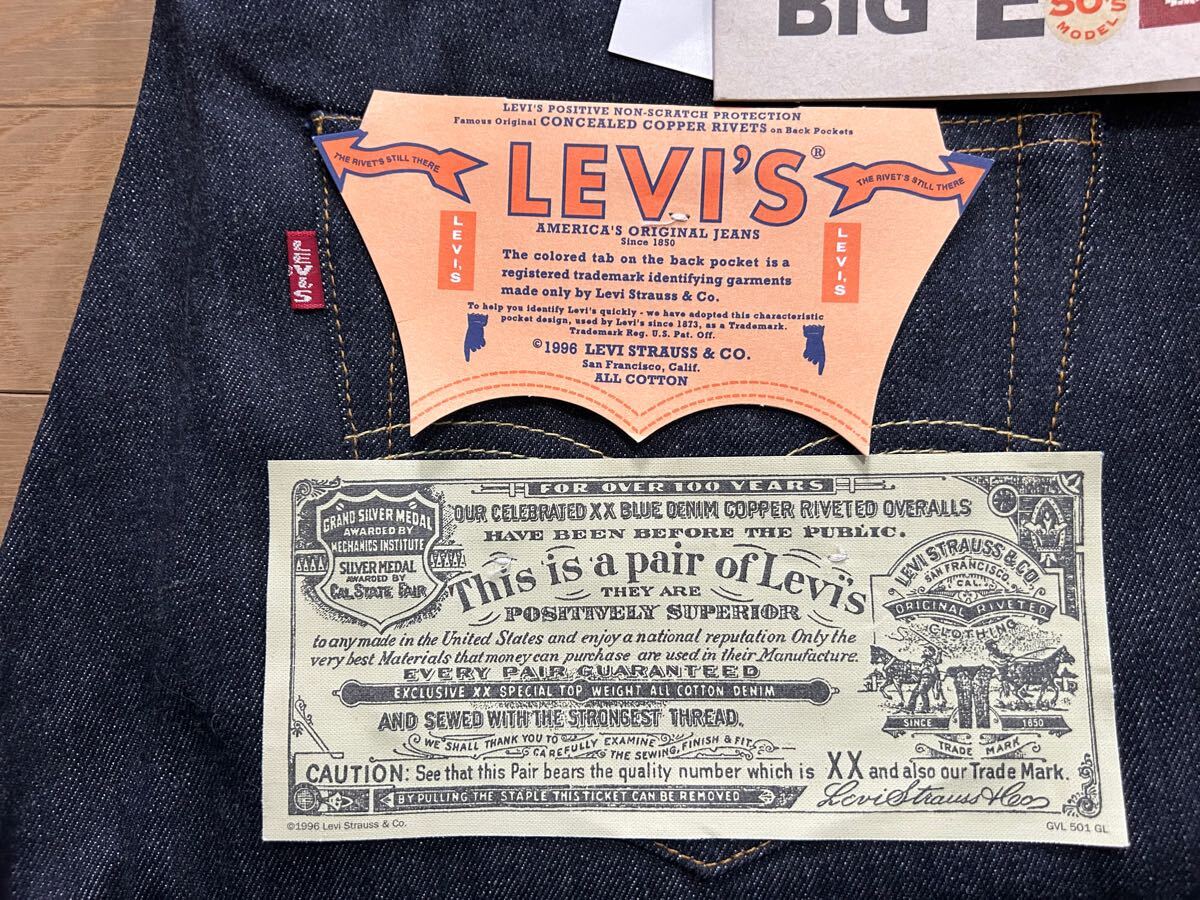 BIG E
50'S
MODEL
LEVI'S POSITIVE NON-SCRATCH PROTECTION
Famous Original CONCEALED COPPER RIVETS on Back Pockets
LEVI'S®
THE RIVET'S STILL THERE
THE RIVET'S STILL THERE
LEVI'S
LEVI'S
AMERICA'S ORIGINAL JEANS
Since 1850
The colored tab on the back pocket is a
registered trademark identifying garments
made only by Levi Strauss & Co.
To help you identify Levi's quickly - we have adopted this characteristic
pocket design, used by Levi's since 1873, as a Trademark.
Trademark Reg. U.S. Pat. Off.
©1996 LEVI STRAUSS & CO.
San Francisco, Calif.
ALL COTTON
LEVI'S
FOR OVER 100 YEARS
OUR CELEBRATED XX BLUE DENIM COPPER RIVETED OVERALLS
HAVE BEEN BEFORE THE PUBLIC.
This is a pair of Levi's
THEY ARE
POSITIVELY SUPERIOR
to any made in the United States and enjoy a national reputation Only the
very best Materials that money can purchase are used in their Manufacture.
EVERY PAIR GUARANTEED
EXCLUSIVE XX SPECIAL TOP WEIGHT ALL COTTON DENIM
AND SEWED WITH THE STRONGEST THREAD.
WE SHALL THANK YOU TO CAREFULLY EXAMINE THE SEWING, FINISH & FIT
CAUTION: See that this Pair bears the quality number which is XX and also our Trade Mark.
BY PULLING THE STAPLE THIS TICKET CAN BE REMOVED
Levi Strauss & Co
GRAND SILVER MEDAL
AWARDED BY
MECHANICS INSTITUTE
SILVER MEDAL
AWARDED BY
CAL. STATE FAIR
LEVI STRAUSS & CO.
SAN FRANCISCO,
CAL.
ORIGINAL RIVETED
CLOTHING
SINCE 1850
TRADE MARK
©1996 Levi Strauss & Co.
GVL 501 GL